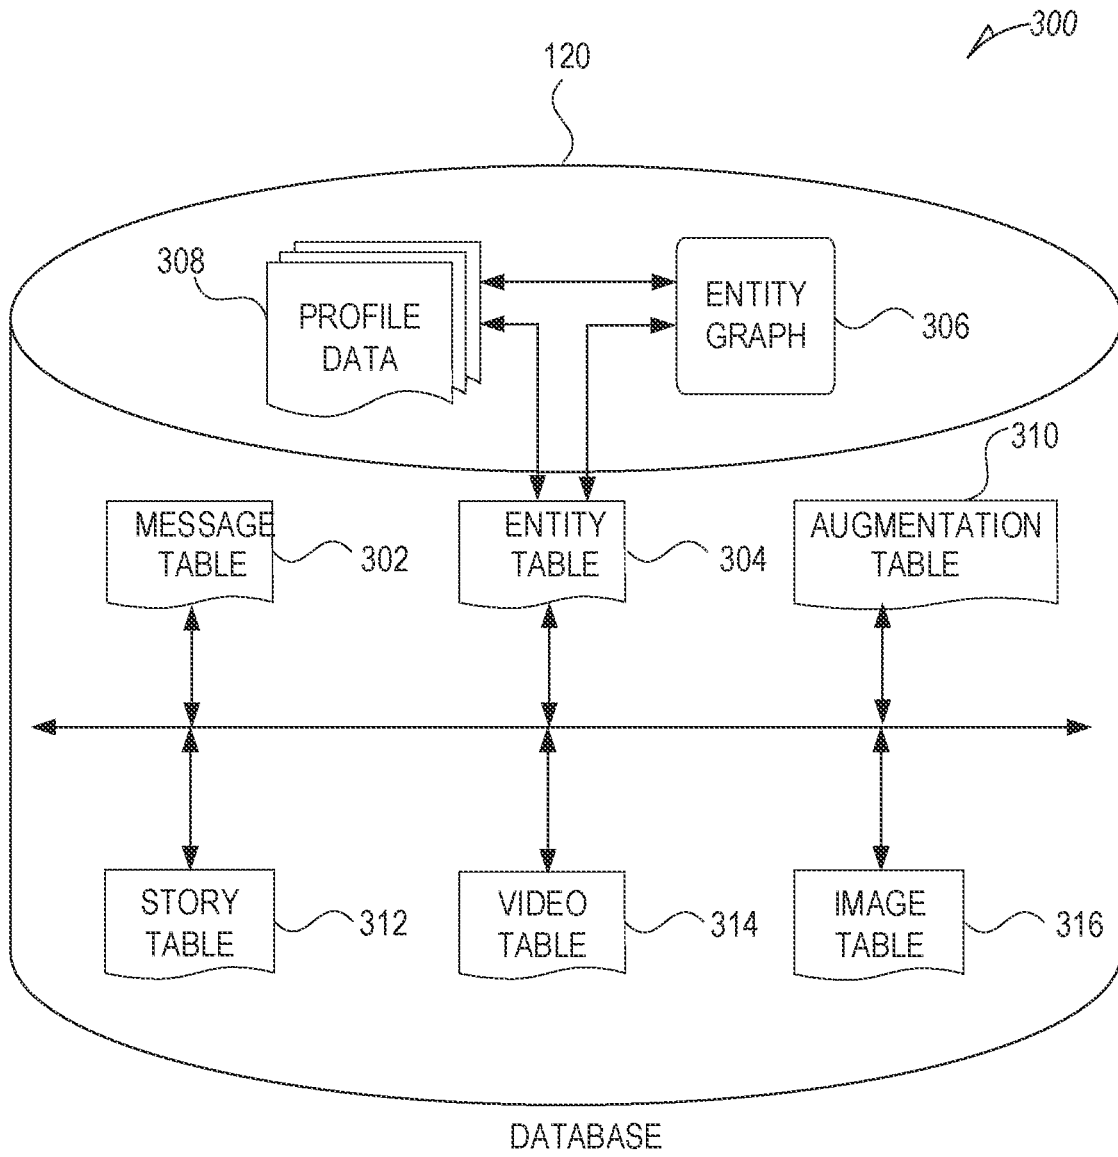 300
120
308
PROFILE
DATA
ENTITY
GRAPH
306
310
MESSAGE
TABLE
302
ENTITY
TABLE
304
AUGMENTATION
TABLE
STORY
TABLE
312
VIDEO
TABLE
314
IMAGE
TABLE
316
DATABASE